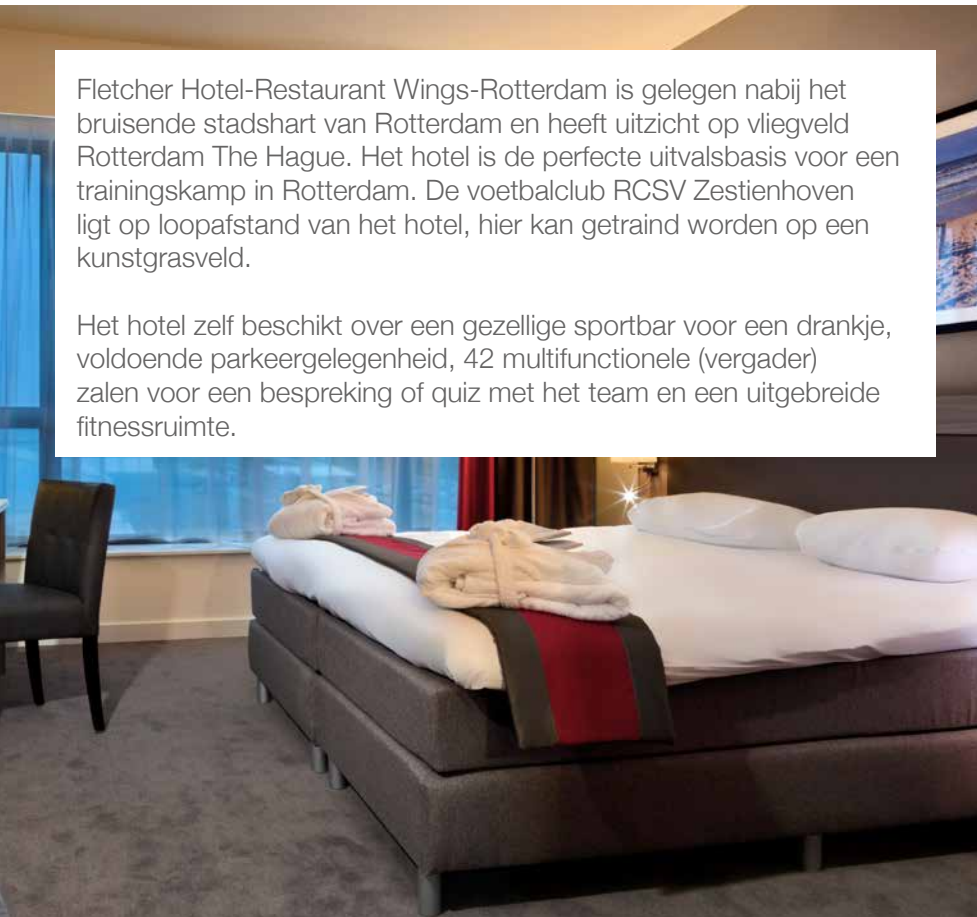 Fletcher Hotel-Restaurant Wings-Rotterdam is gelegen nabij het
bruisende stadshart van Rotterdam en heeft uitzicht op vliegveld
Rotterdam The Hague. Het hotel is de perfecte uitvalsbasis voor een
trainingskamp in Rotterdam. De voetbalclub RCSV Zestienhoven
ligt op loopafstand van het hotel, hier kan getraind worden op een
kunstgrasveld.
Het hotel zelf beschikt over een gezellige sportbar voor een drankje,
voldoende parkeergelegenheid, 42 multifunctionele (vergader)
zalen voor een bespreking of quiz met het team en een uitgebreide
fitnessruimte.